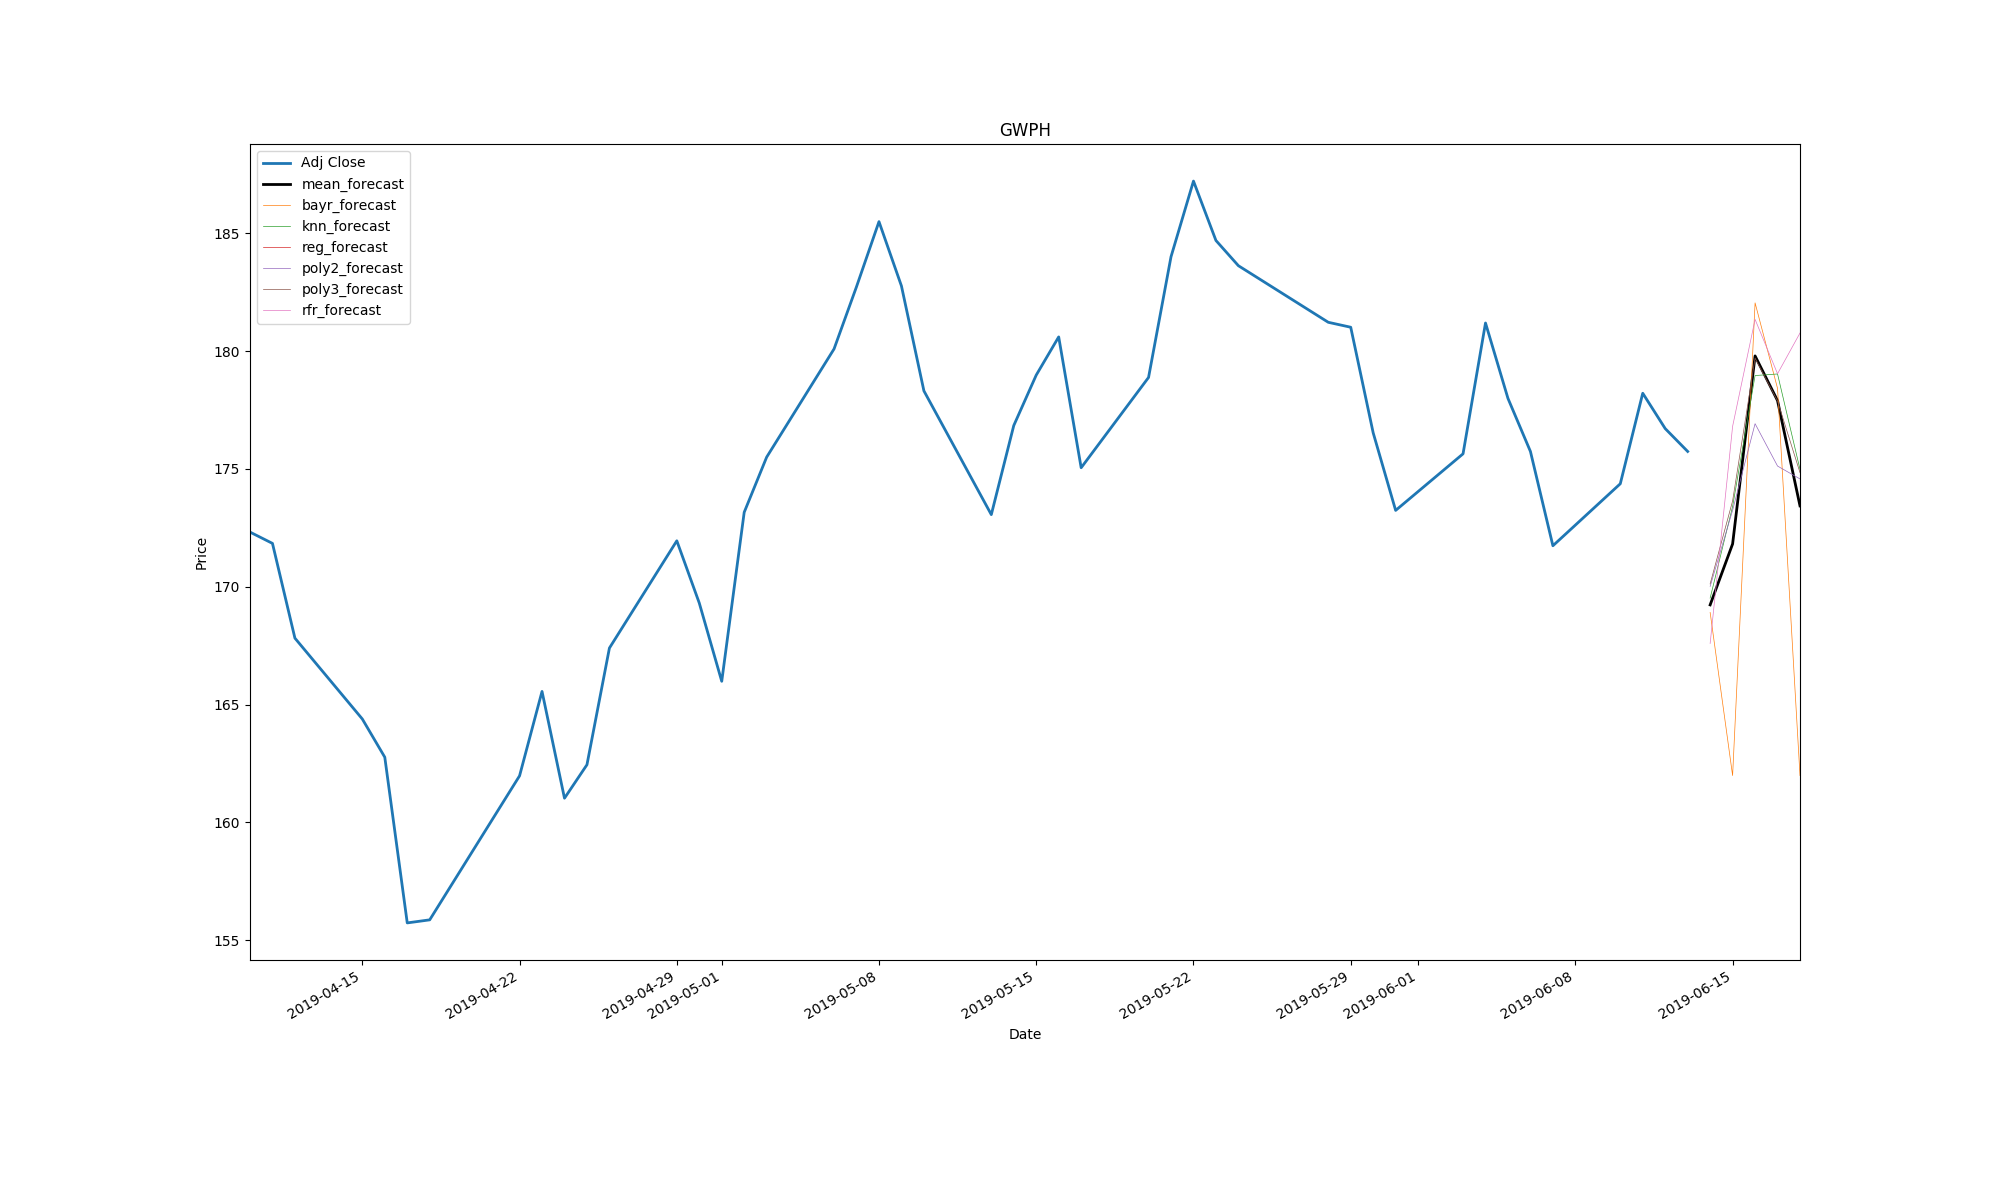 GWPH
Adj Close
mean_forecast
bayr_forecast
knn_forecast
reg_forecast
poly2_forecast
poly3_forecast
rfr_forecast
185
180
175
170
165
160
155
Price
2019-04-15
2019-04-22
2019-04-29
2019-05-01
2019-05-08
2019-05-15
2019-05-22
2019-05-29
2019-06-01
2019-06-08
2019-06-15
Date